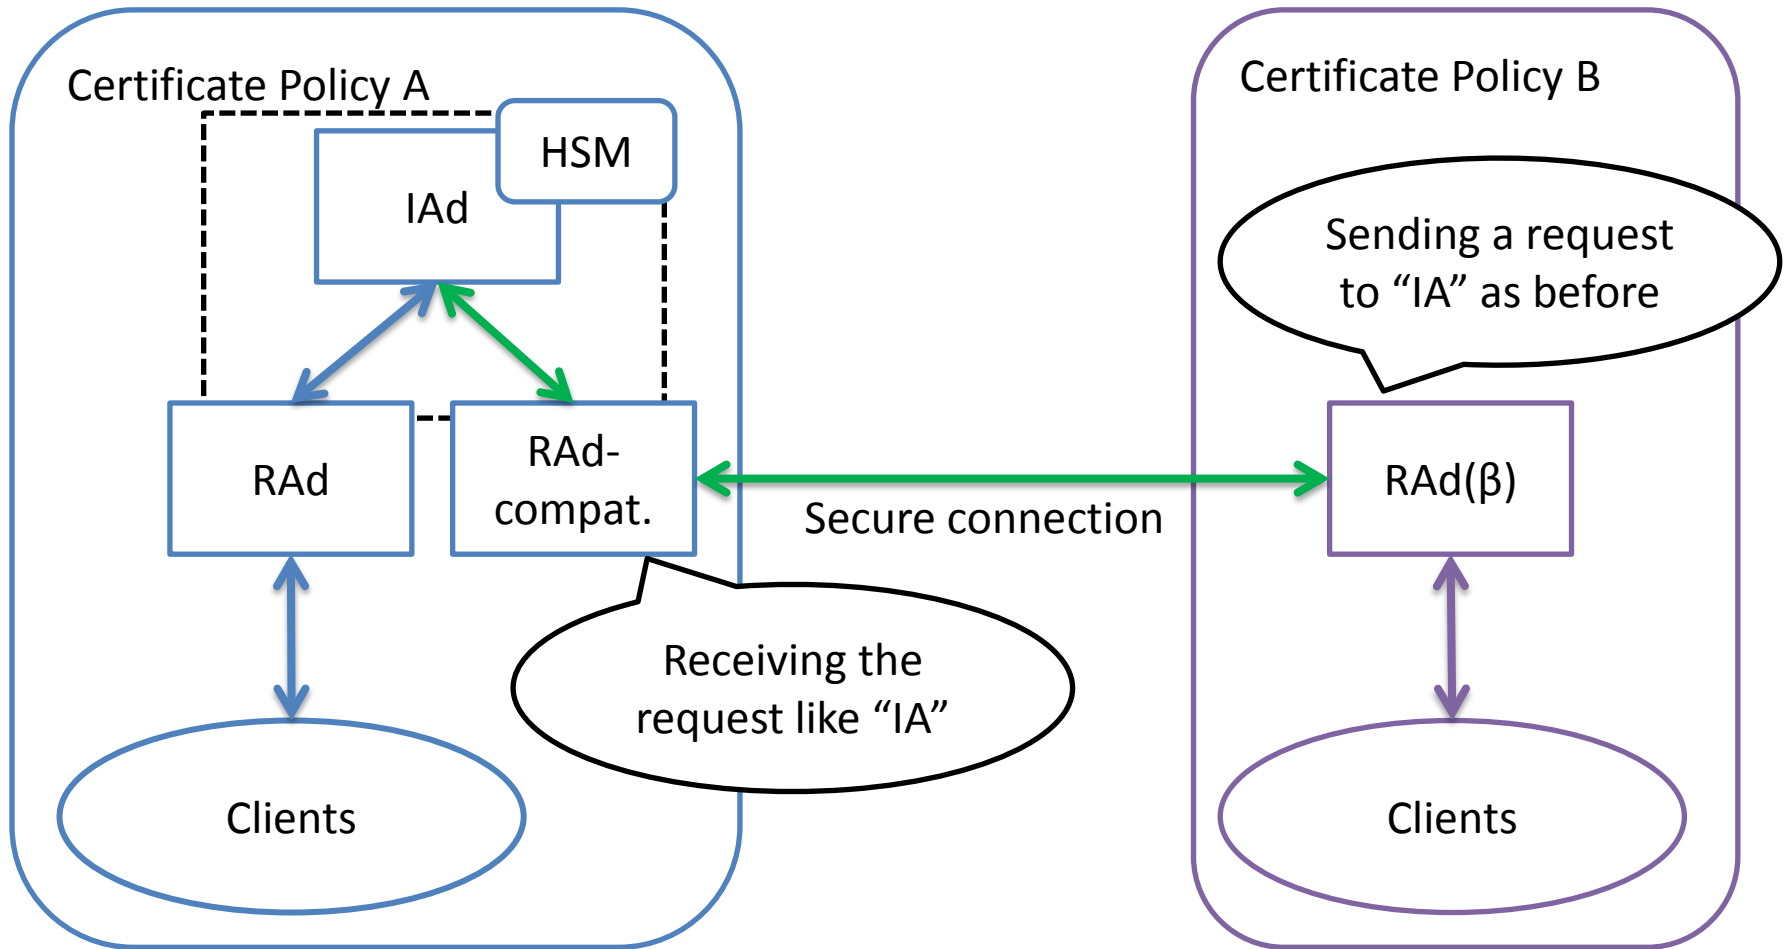 Certificate Policy A
HSM
IAd
RAd
RAd-
compat.
Receiving the
request like “IA”
Clients
Secure connection
Certificate Policy B
Sending a request
to “IA” as before
RAd(β)
Clients